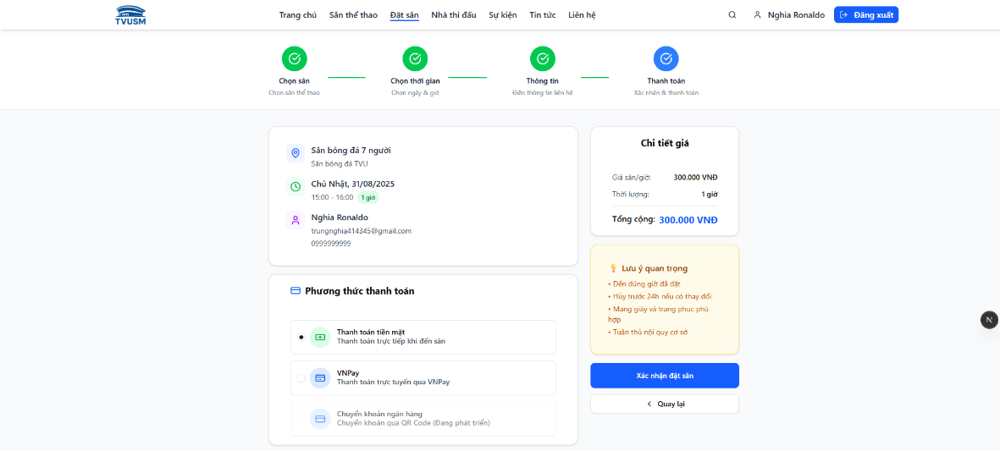 TVUSM
Trang chủ Sân thể thao Đặt sân Nhà thi đấu Sự kiện Tin tức Liên hệ
Nghia Ronaldo
Đăng xuất
Chọn sân
Chọn sân thể thao
Chọn thời gian
Chọn ngày & giờ
Thông tin
Điền thông tin liên hệ
Thanh toán
Xác nhận & thanh toán
Sân bóng đá 7 người
Sân bóng đá TVU
Chủ Nhật, 31/08/2025
15:00 - 16:00 1 giờ
Nghia Ronaldo
trungnghia414345@gmail.com
0999999999
Phương thức thanh toán
Thanh toán tiền mặt
Thanh toán trực tiếp khi đến sân
VNPay
Thanh toán trực tuyến qua VNPay
Chuyển khoản ngân hàng
Chuyển khoản qua QR Code (Đang phát triển)
Chi tiết giá
Giá sân/giờ: 300.000 VNĐ
Thời lượng: 1 giờ
Tổng cộng: 300.000 VNĐ
💡 Lưu ý quan trọng
• Đến đúng giờ đã đặt
• Hủy trước 24h nếu có thay đổi
• Mang giày và trang phục phù
hợp
• Tuân thủ nội quy cơ sở
Xác nhận đặt sân
Quay lại
N